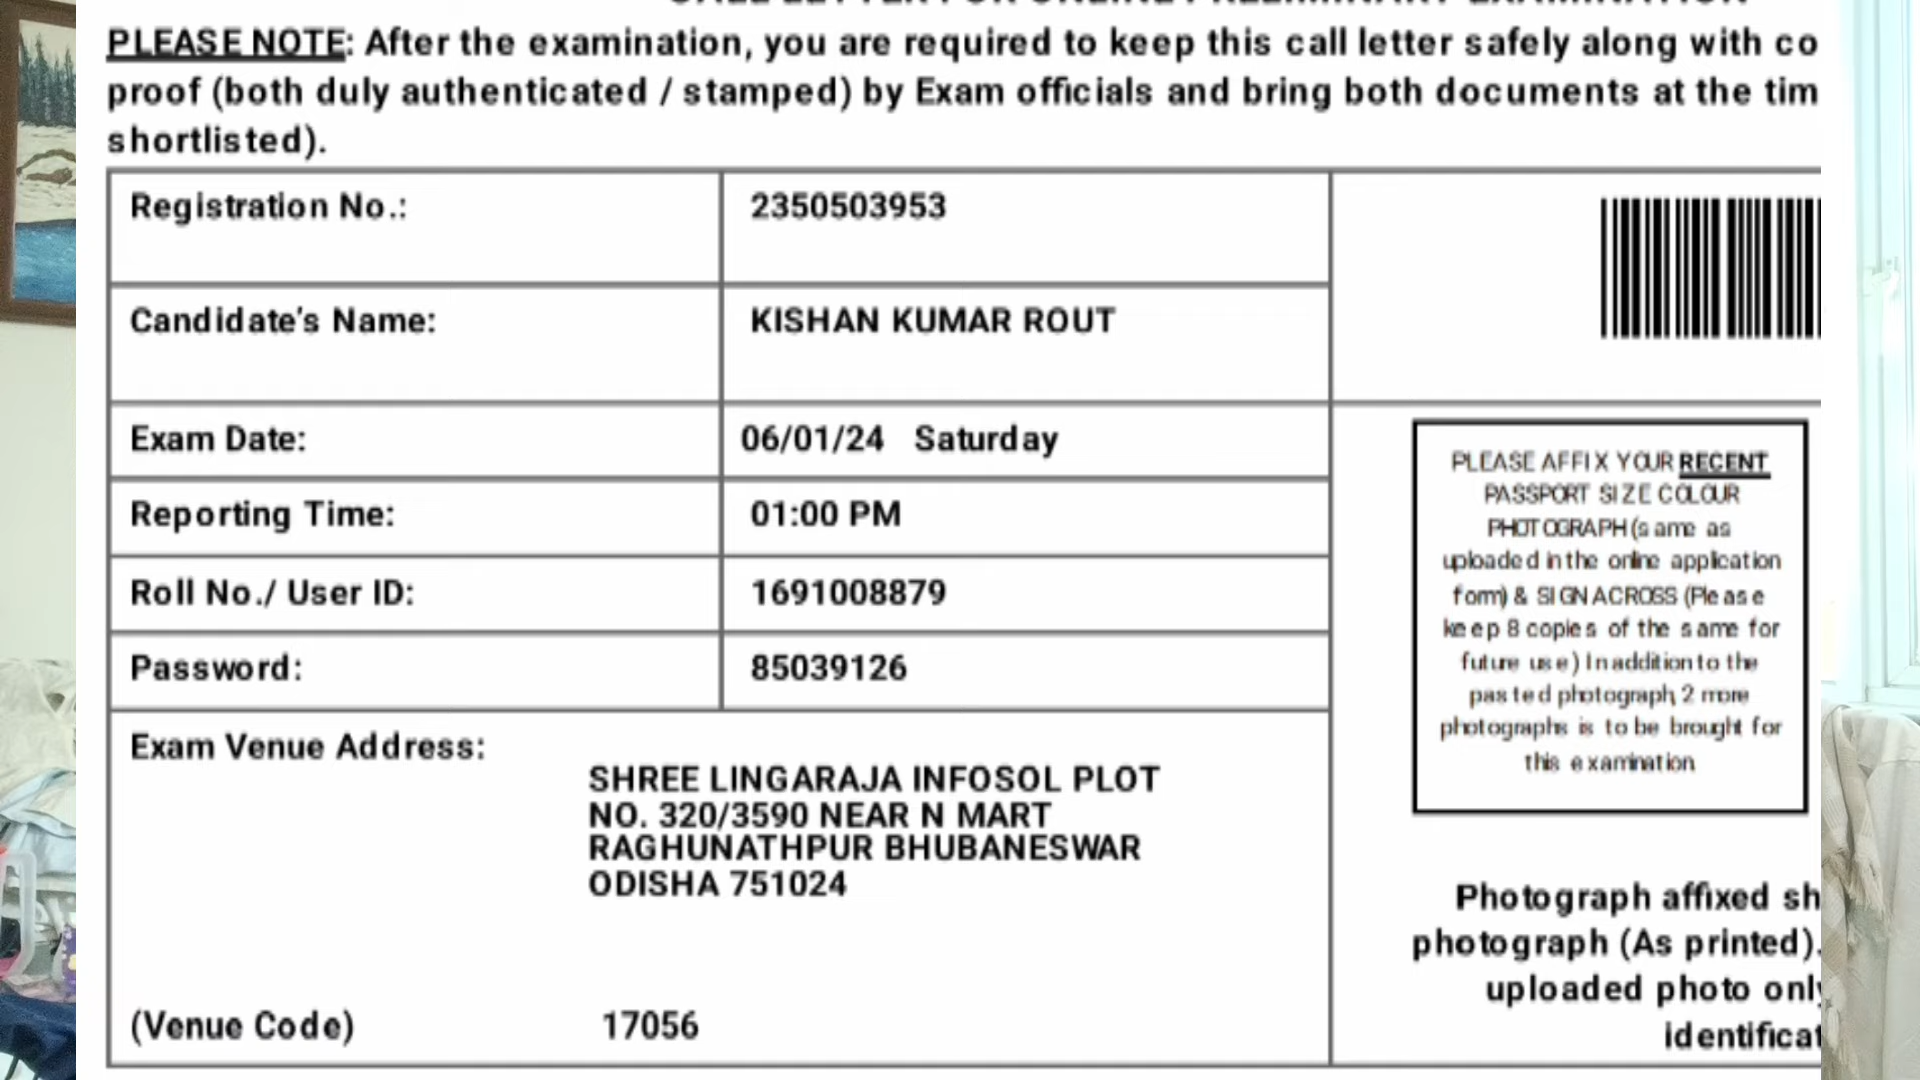 CALL LETTER FOR ONLINE PRELIMINARY EXAMINATION
PLEASE NOTE: After the examination, you are required to keep this call letter safely along with co
proof (both duly authenticated / stamped) by Exam officials and bring both documents at the tim
shortlisted).
Registration No.: 2350503953
Candidate's Name: KISHAN KUMAR ROUT
Exam Date: 06/01/24 Saturday
Reporting Time: 01:00 PM
Roll No./ User ID: 1691008879
Password: 85039126
Exam Venue Address:
SHREE LINGARAJA INFOSOL PLOT
NO. 320/3590 NEAR N MART
RAGHUNATHPUR BHUBANESWAR
ODISHA 751024
(Venue Code) 17056
PLEASE AFFIX YOUR RECENT
PASSPORT SIZE COLOUR
PHOTOGRAPH(same as
uploaded in the online application
form) & SIGN ACROSS (Please
keep 8 copies of the same for
future use) In addition to the
pasted photograph, 2 more
photographs is to be brought for
this examination
Photograph affixed sh
photograph (As printed).
uploaded photo only
identificat